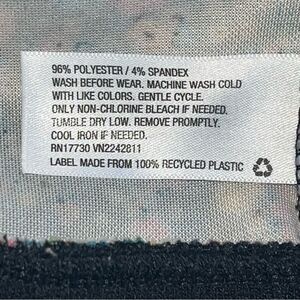 96% POLYESTER / 4% SPANDEX
WASH BEFORE WEAR. MACHINE WASH COLD
WITH LIKE COLORS. GENTLE CYCLE.
ONLY NON-CHLORINE BLEACH IF NEEDED.
TUMBLE DRY LOW. REMOVE PROMPTLY.
COOL IRON IF NEEDED.
RN17730 VN2242811
LABEL MADE FROM 100% RECYCLED PLASTIC